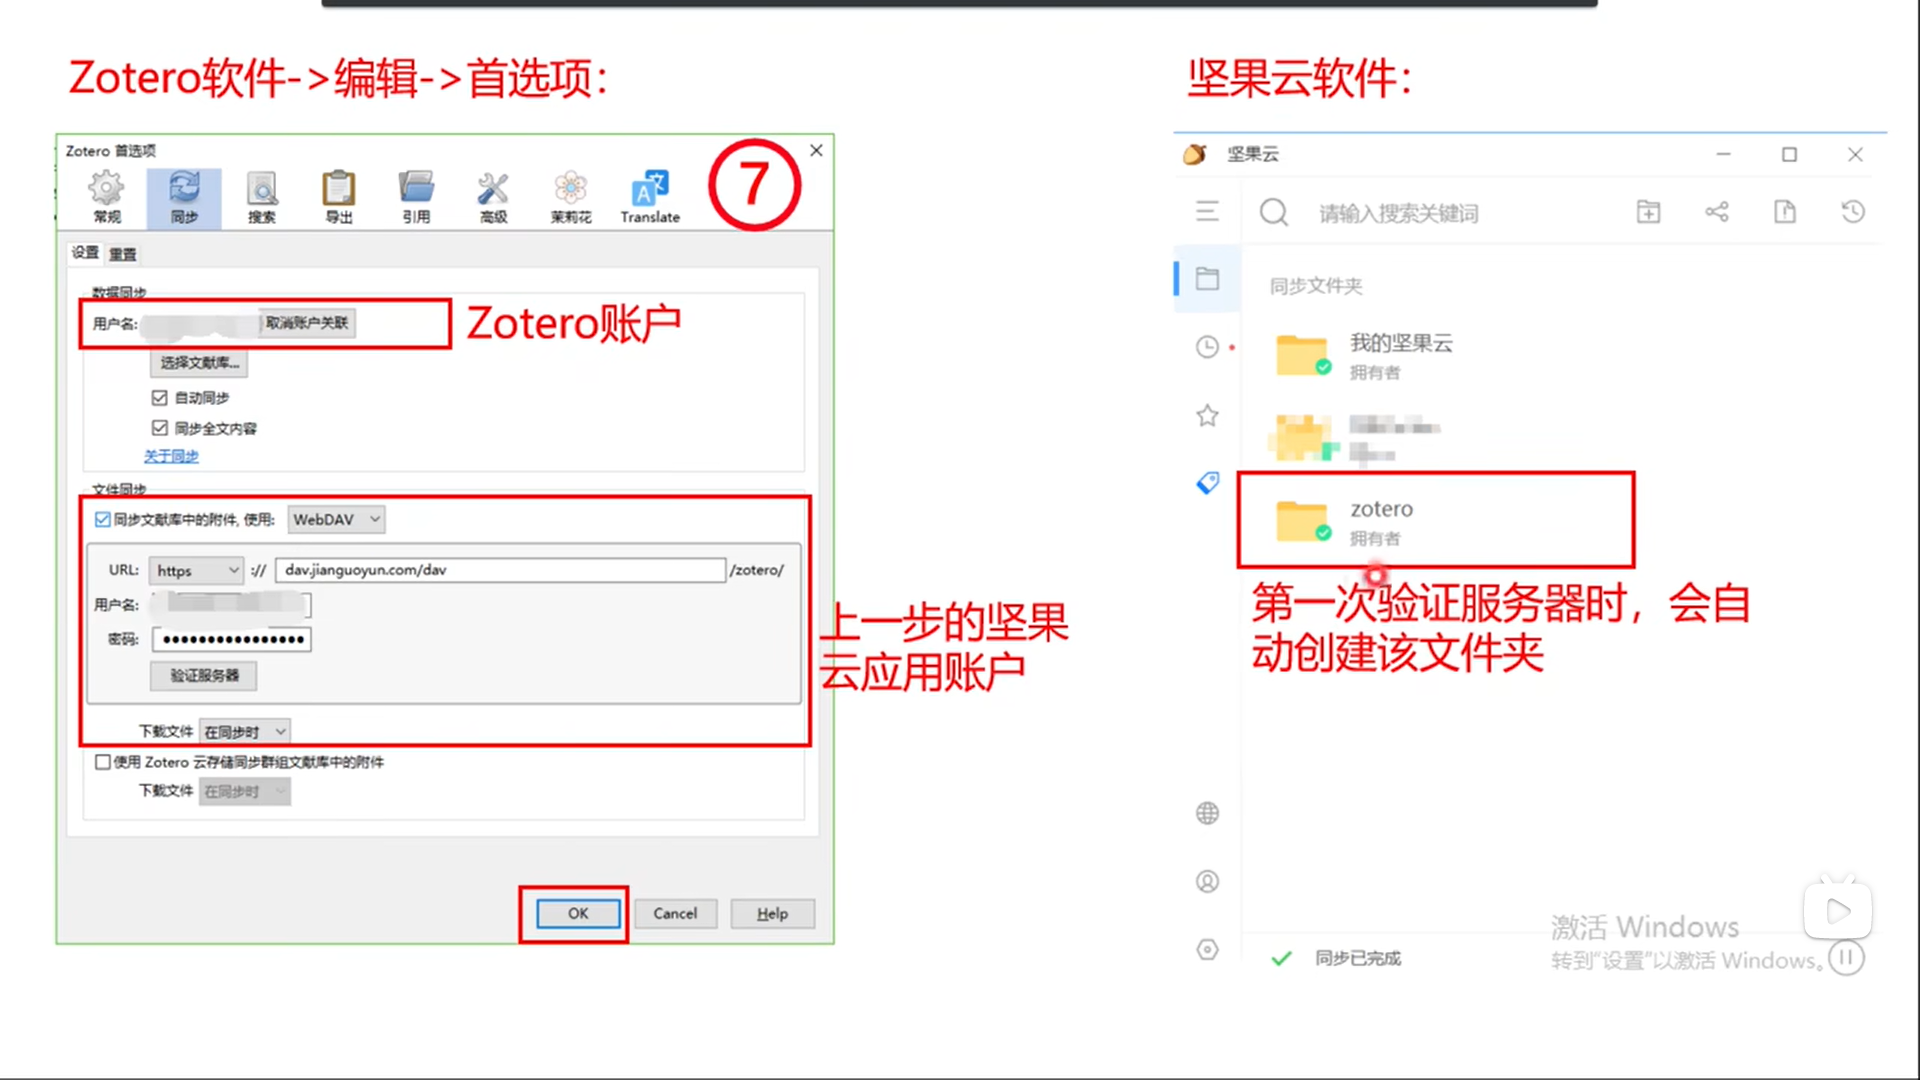 Zotero软件->编辑->首选项：
坚果云软件：
Zotero 首选项
7
常规
同步
搜索
导出
引用
高级
茉莉花
Translate
设置
重置
数据同步
用户名:
取消账户关联
Zotero账户
选择文献库...
自动同步
同步全文内容
关于同步
文件同步
同步文献库中的附件, 使用:
WebDAV
URL:
https
://
dav.jianguoyun.com/dav
/zotero/
用户名:
密码:
验证服务器
上一步的坚果
云应用账户
下载文件
在同步时
使用 Zotero 云存储同步群组文献库中的附件
下载文件
在同步时
OK
Cancel
Help
坚果云
请输入搜索关键词
同步文件夹
我的坚果云
拥有者
zotero
拥有者
第一次验证服务器时，会自
动创建该文件夹
同步已完成
激活 Windows
转到"设置"以激活 Windows。